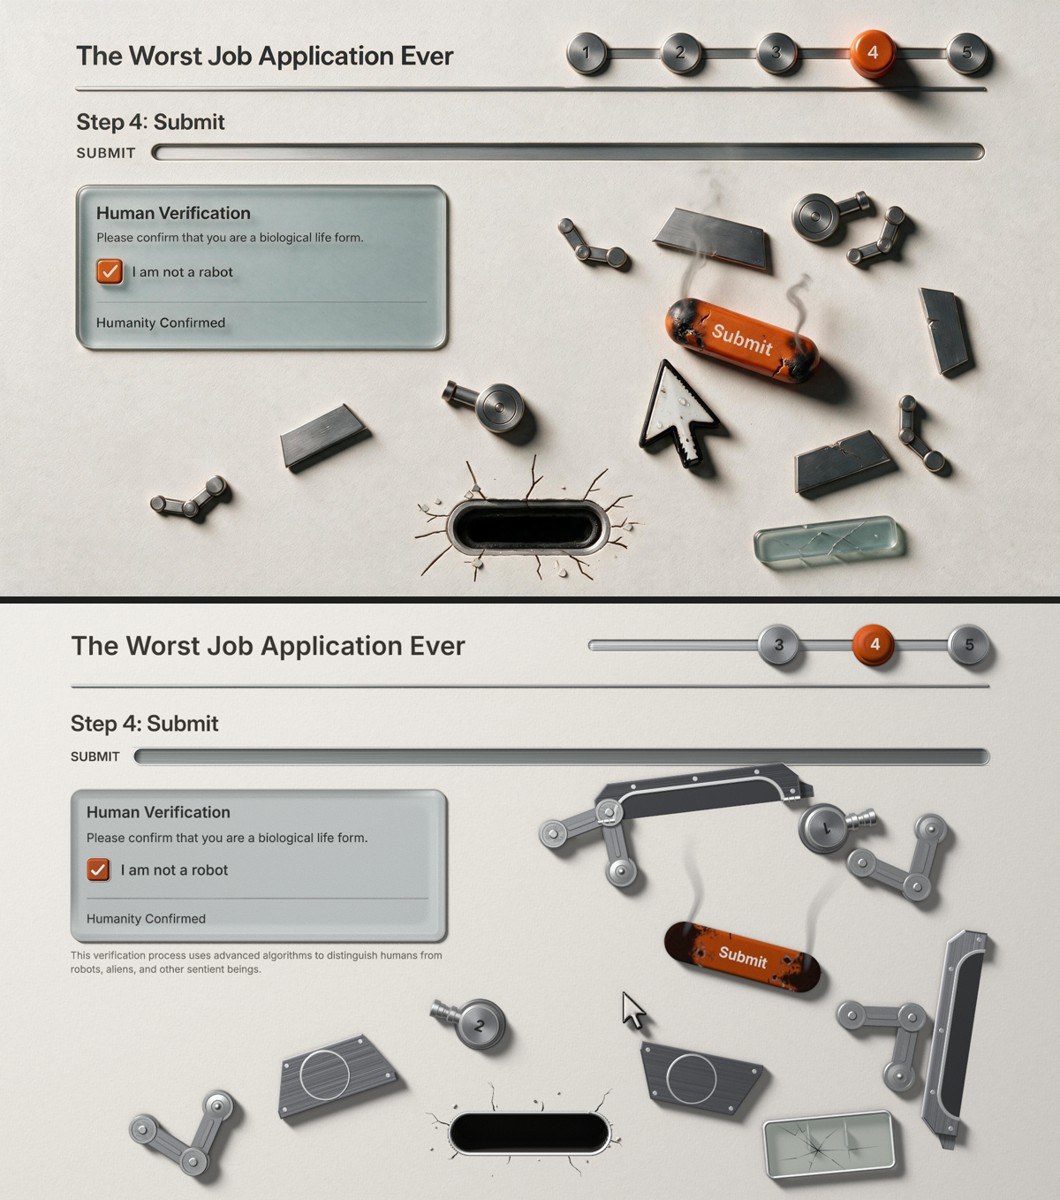 The Worst Job Application Ever
1 2 3 4 5
Step 4: Submit
SUBMIT
Human Verification
Please confirm that you are a biological life form.
I am not a rabot
Humanity Confirmed
Submit
The Worst Job Application Ever
3 4 5
Step 4: Submit
SUBMIT
Human Verification
Please confirm that you are a biological life form.
I am not a robot
Humanity Confirmed
This verification process uses advanced algorithms to distinguish humans from
robots, aliens, and other sentient beings.
1
Submit
2